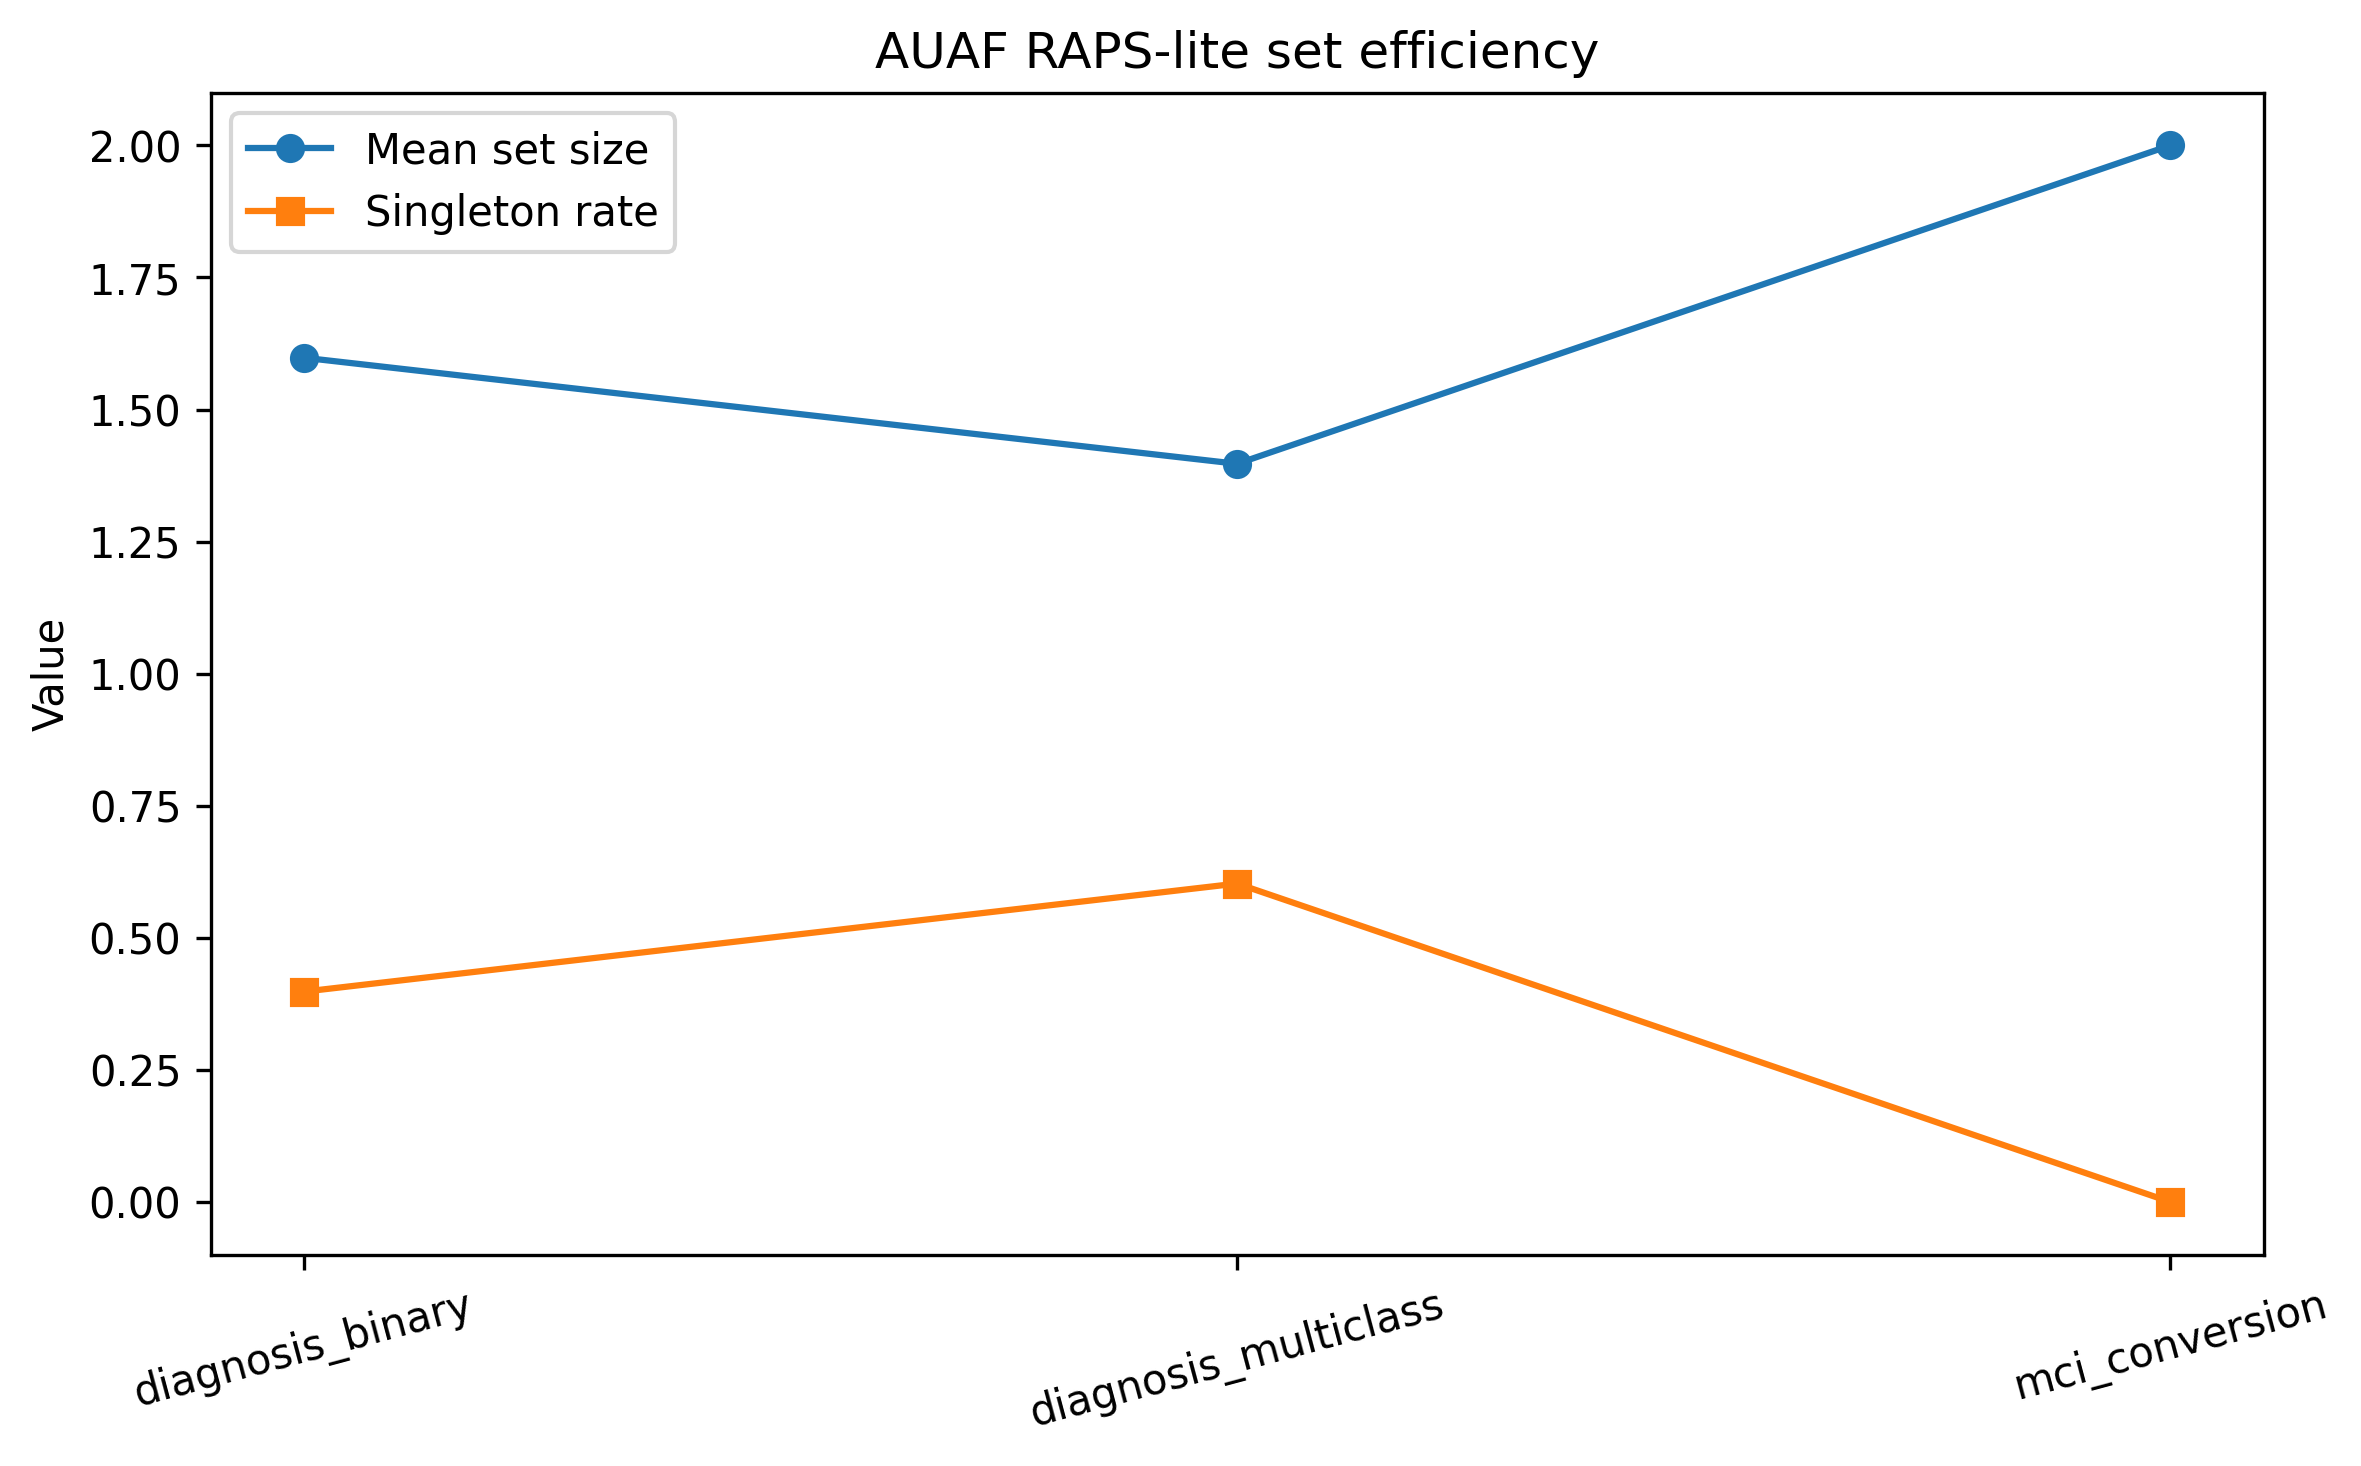 AUAF RAPS-lite set efficiency
Mean set size
Singleton rate
Value
2.00
1.75
1.50
1.25
1.00
0.75
0.50
0.25
0.00
diagnosis_binary
diagnosis_multiclass
mci_conversion